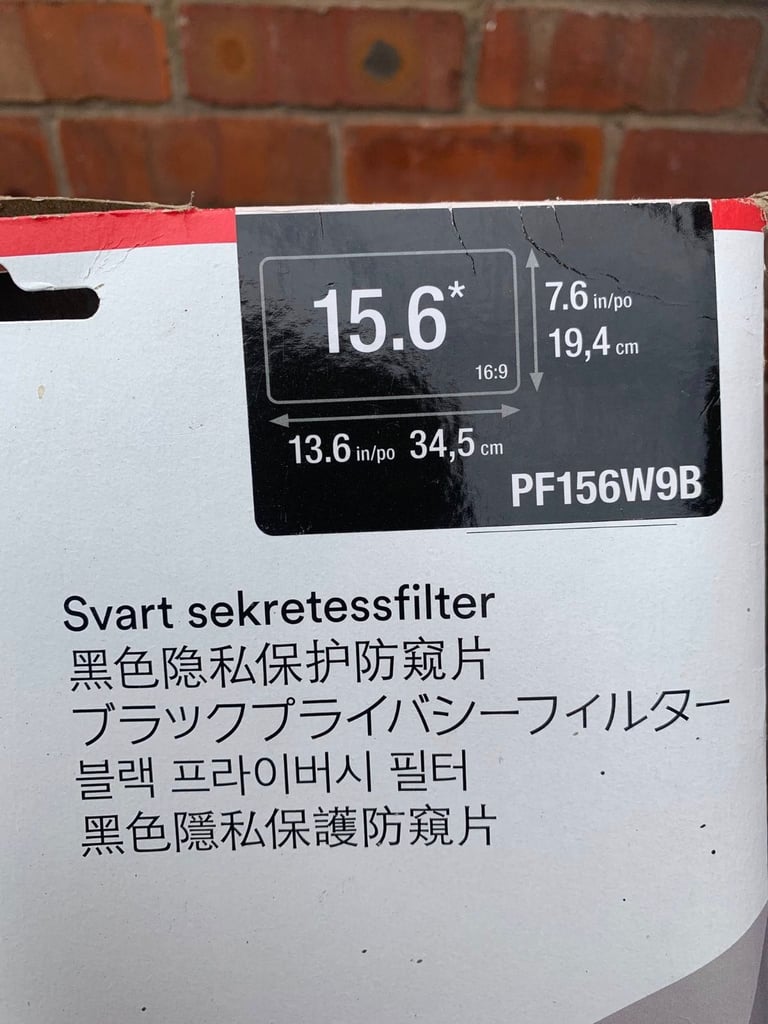 15.6*
16:9
7.6 in/po
19,4 cm
13.6 in/po 34,5 cm
PF156W9B
Svart sekretessfilter
黑色隐私保护防窥片
ブラックプライバシーフィルター
블랙 프라이버시 필터
黑色隱私保護防窺片